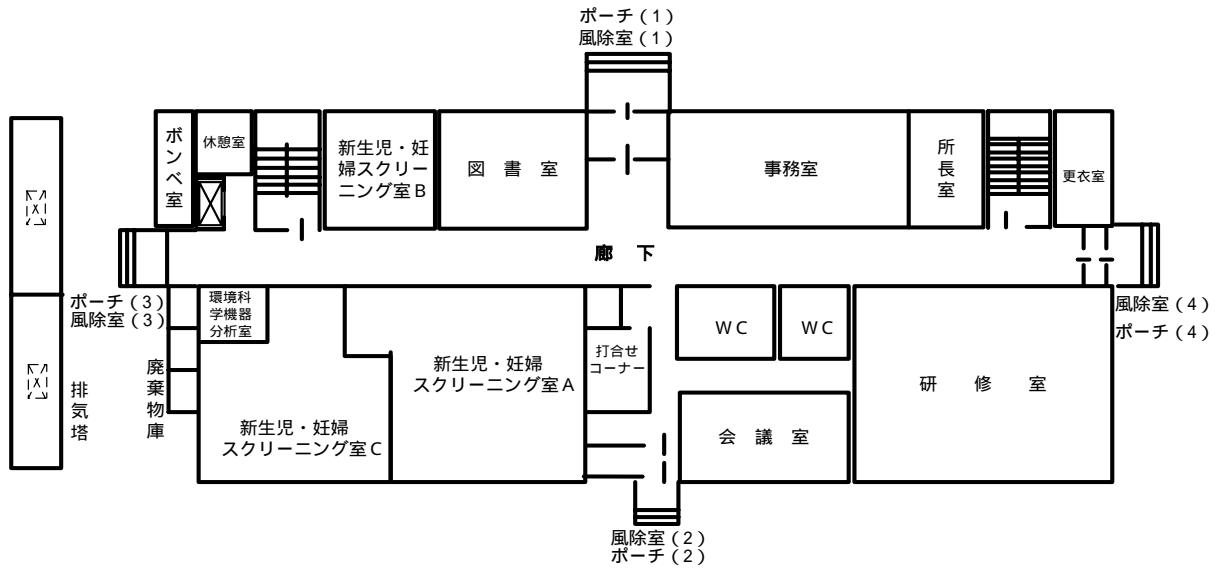 ポーチ(1)
風除室(1)
ボンベ室
休憩室
新生児・妊
婦スクリー
ニング室B
図書室
事務室
所長室
更衣室
廊下
ポーチ(3)
風除室(3)
環境科
学機器
分析室
廃棄物庫
排気塔
新生児・妊婦
スクリーニング室C
新生児・妊婦
スクリーニング室A
打合せ
コーナー
WC
WC
会議室
研修室
風除室(4)
ポーチ(4)
風除室(2)
ポーチ(2)